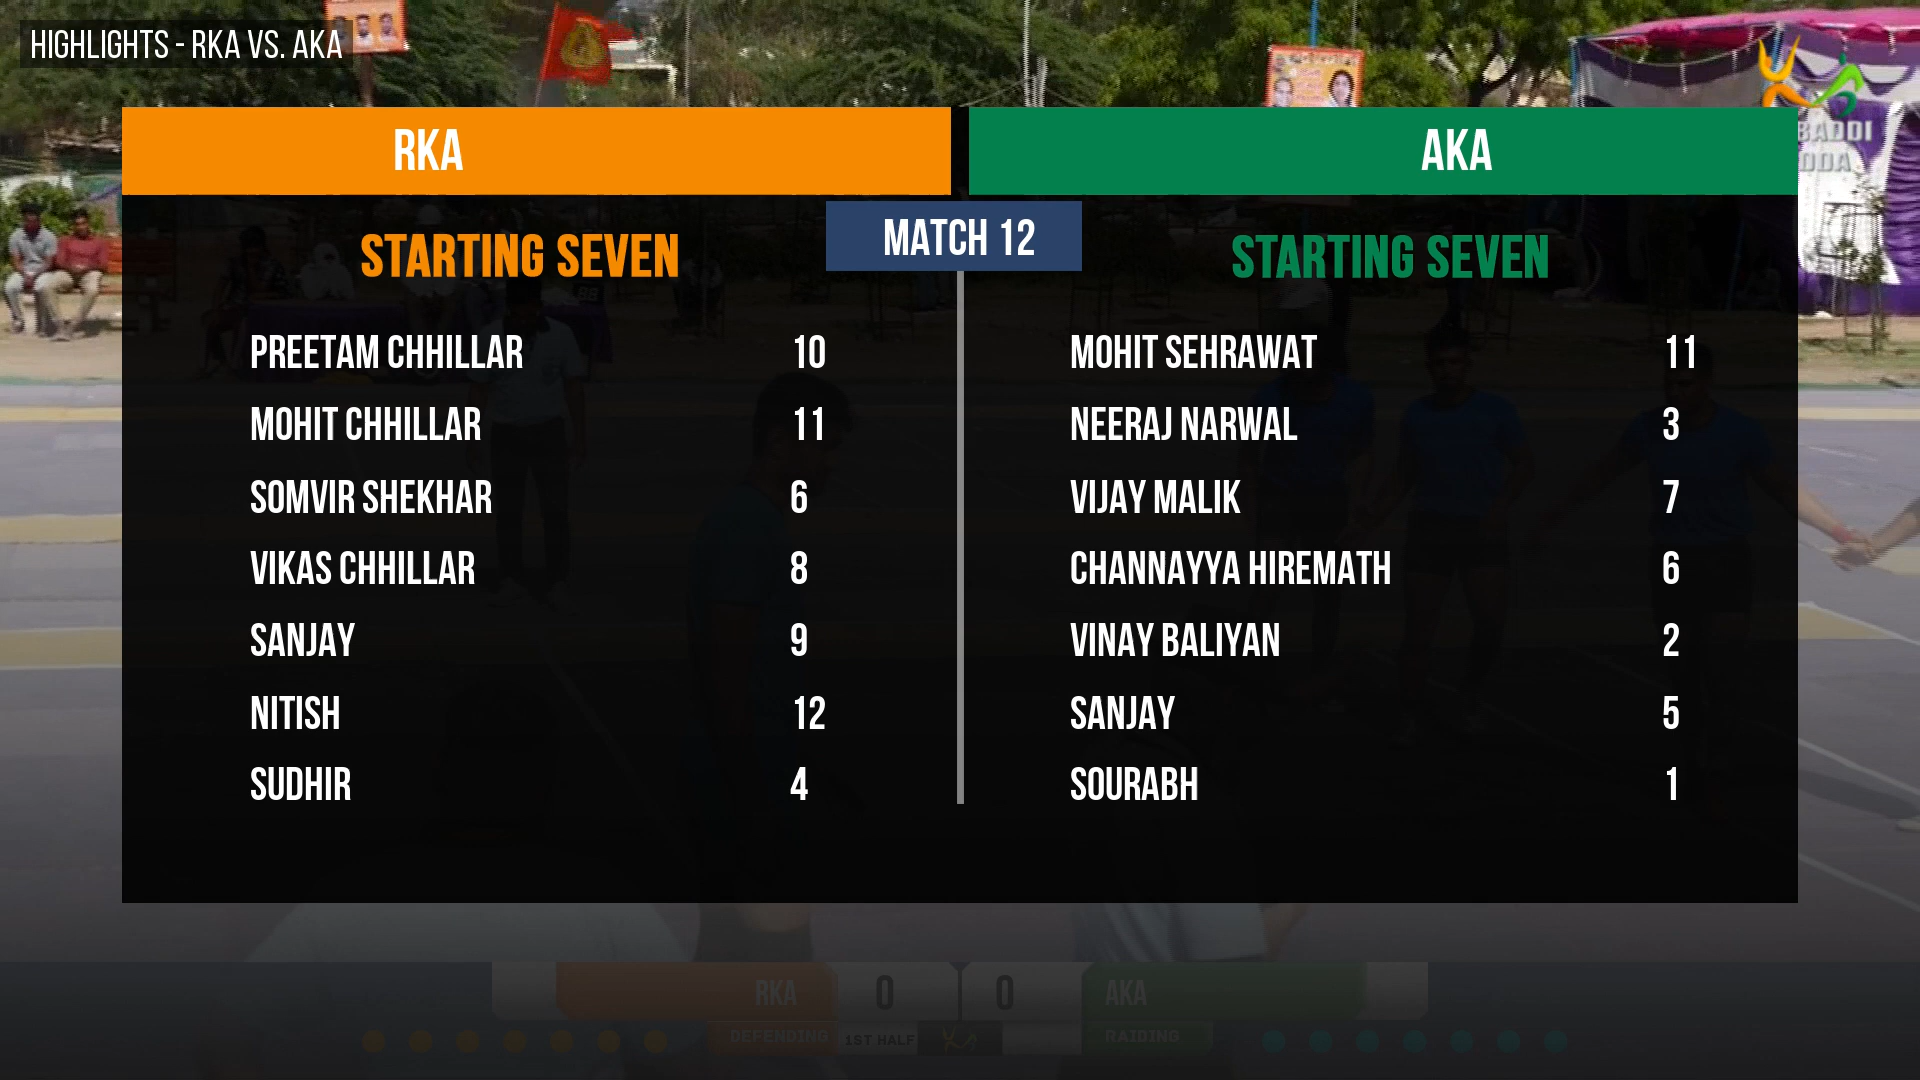 HIGHLIGHTS - RKA VS. AKA
BADDI
DDA
RKA
AKA
MATCH 12
STARTING SEVEN
STARTING SEVEN
PREETAM CHHILLAR 10
MOHIT CHHILLAR 11
SOMVIR SHEKHAR 6
VIKAS CHHILLAR 8
SANJAY 9
NITISH 12
SUDHIR 4
MOHIT SEHRAWAT 11
NEERAJ NARWAL 3
VIJAY MALIK 7
CHANNAYYA HIREMATH 6
VINAY BALIYAN 2
SANJAY 5
SOURABH 1
RKA 0 0 AKA
DEFENDING 1ST HALF RAIDING